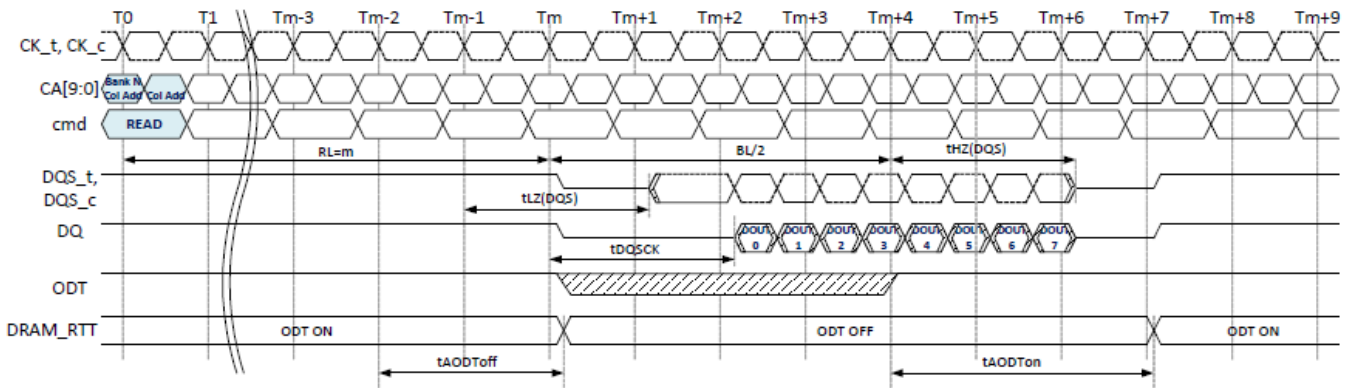 T0 T1 Tm-3 Tm-2 Tm-1 Tm Tm+1 Tm+2 Tm+3 Tm+4 Tm+5 Tm+6 Tm+7 Tm+8 Tm+9
CK_t, CK_c
CA[9:0] Bank N Col Add Col Add
cmd READ
RL=m BL/2 tHZ(DQS)
DQS_t,
DQS_c
tLZ(DQS)
DQ DOUT 0 DOUT 1 DOUT 2 DOUT 3 DOUT 4 DOUT 5 DOUT 6 DOUT 7
tDQSCK
ODT
DRAM_RTT ODT ON ODT OFF ODT ON
tAODToff tAODTon